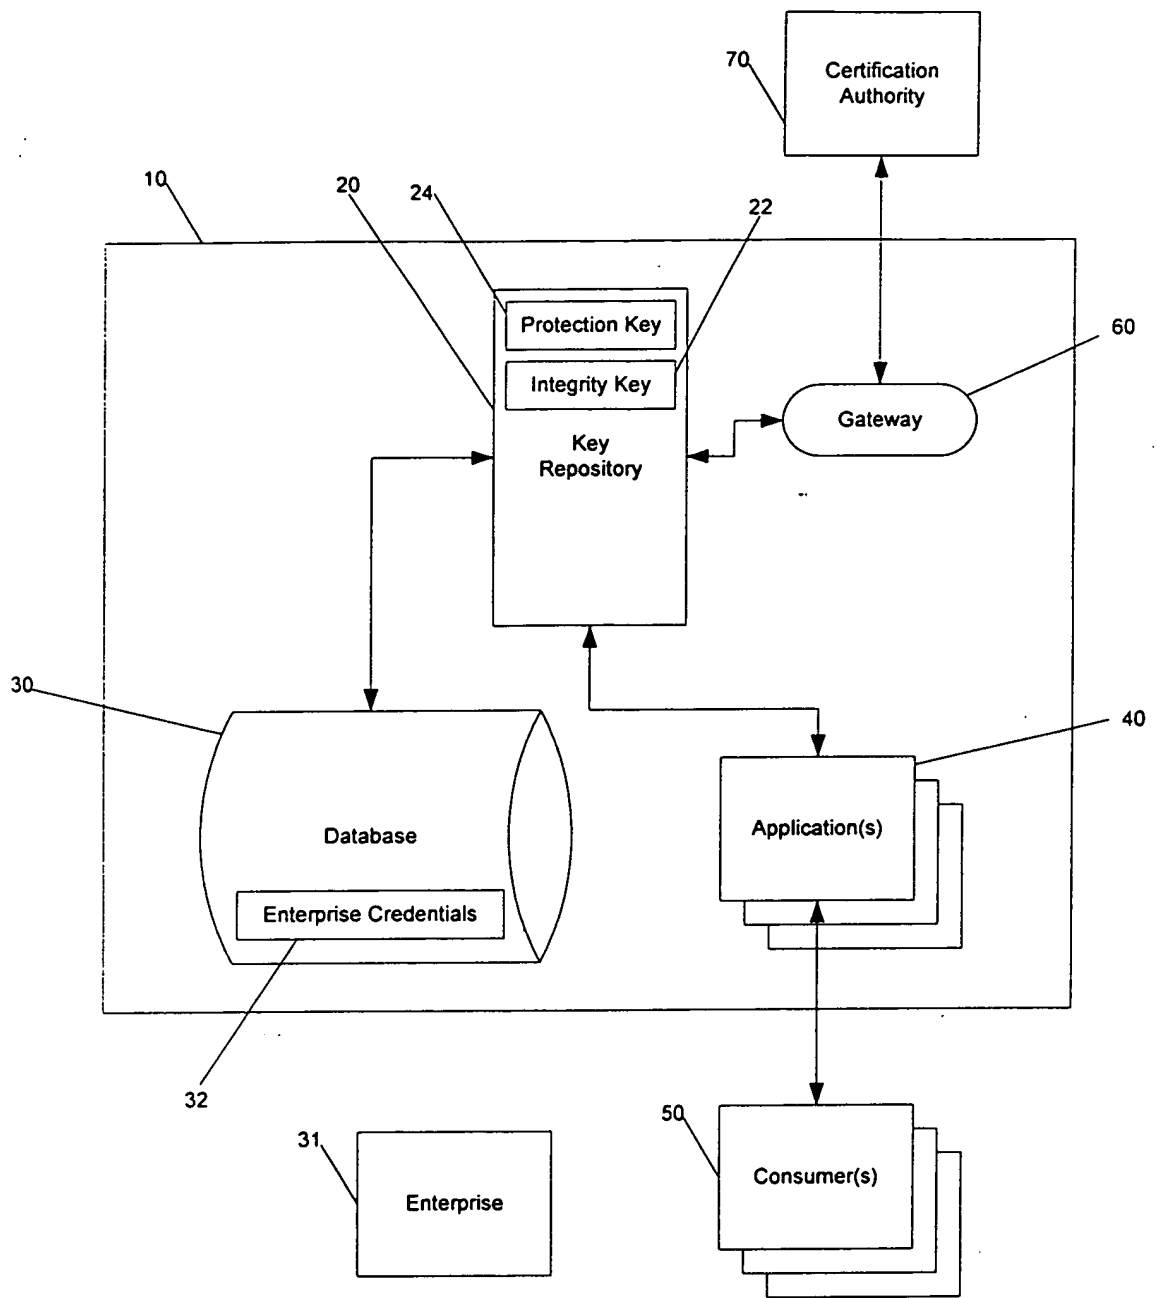 70
Certification
Authority
10
20
24
22
Protection Key
60
Integrity Key
Gateway
Key
Repository
30
40
Application(s)
Database
Enterprise Credentials
32
50
31
Consumer(s)
Enterprise